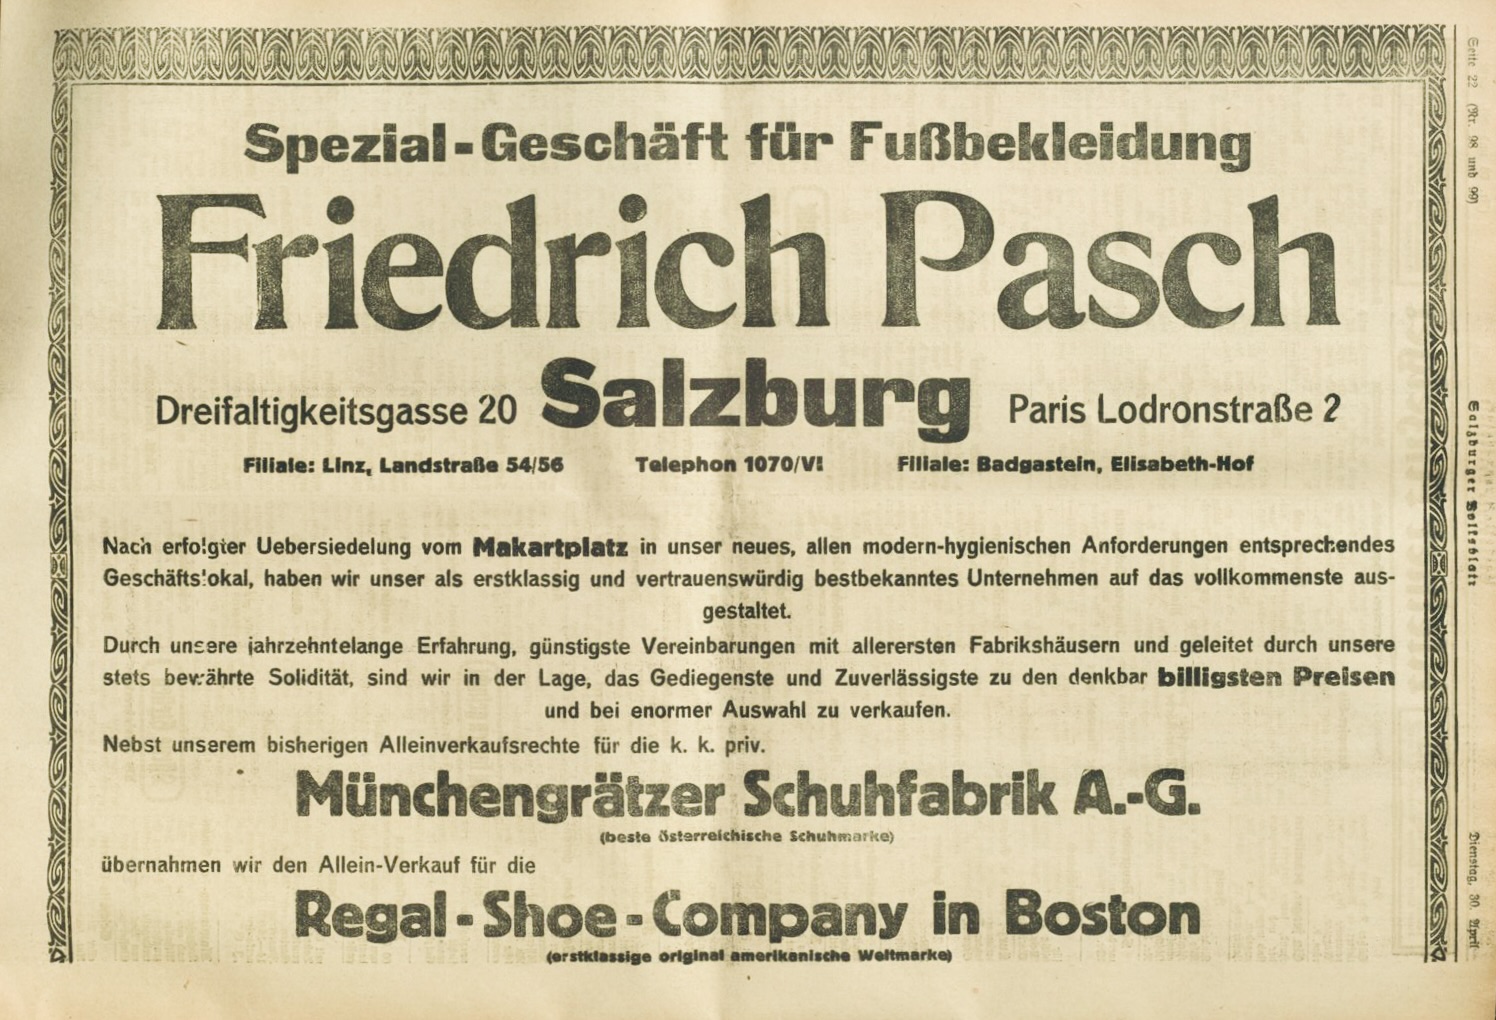 Spezial-Geschäft für Fußbekleidung
Friedrich Pasch
Dreifaltigkeitsgasse 20 Salzburg Paris Lodronstraße 2
Filiale: Linz, Landstraße 54/56 Telephon 1070/VI Filiale: Badgastein, Elisabeth-Hof
Nach erfolgter Uebersiedelung vom Makartplatz in unser neues, allen modern-hygienischen Anforderungen entsprechendes
Geschäftslokal, haben wir unser als erstklassig und vertrauenswürdig bestbekanntes Unternehmen auf das vollkommenste aus-
gestaltet.
Durch unsere jahrzehntelange Erfahrung, günstigste Vereinbarungen mit allerersten Fabrikshäusern und geleitet durch unsere
stets bewährte Solidität, sind wir in der Lage, das Gediegenste und Zuverlässigste zu den denkbar billigsten Preisen
und bei enormer Auswahl zu verkaufen.
Nebst unserem bisherigen Alleinverkaufsrechte für die k. k. priv.
Münchengrätzer Schuhfabrik A.-G.
(beste österreichische Schuhmarke)
übernahmen wir den Allein-Verkauf für die
Regal-Shoe-Company in Boston
(erstklassige original amerikanische Weltmarke)
Seite 22 (Nr. 98 und 99)
Salzburger Volksblatt
Dienstag, 30. April